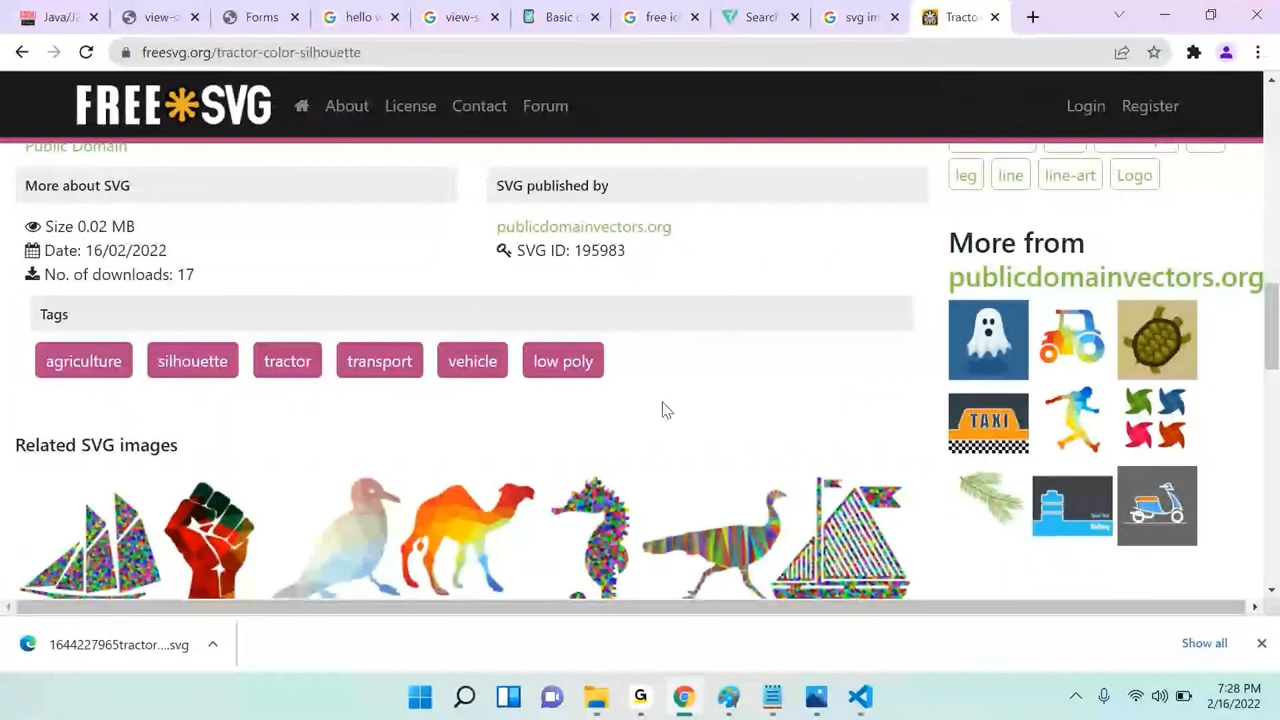 Java/J
view-s
Forms
hello w
view-s
Basic c
free ic
Search
svg im
Tracto
freesvg.org/tractor-color-silhouette
FREE SVG
About
License
Contact
Forum
Login
Register
Public Domain
More about SVG
SVG published by
leg
line
line-art
Logo
Size 0.02 MB
publicdomainvectors.org
Date: 16/02/2022
SVG ID: 195983
No. of downloads: 17
More from
publicdomainvectors.org
Tags
agriculture
silhouette
tractor
transport
vehicle
low poly
TAXI
Related SVG images
1644227965tractor....svg
Show all
7:28 PM
2/16/2022